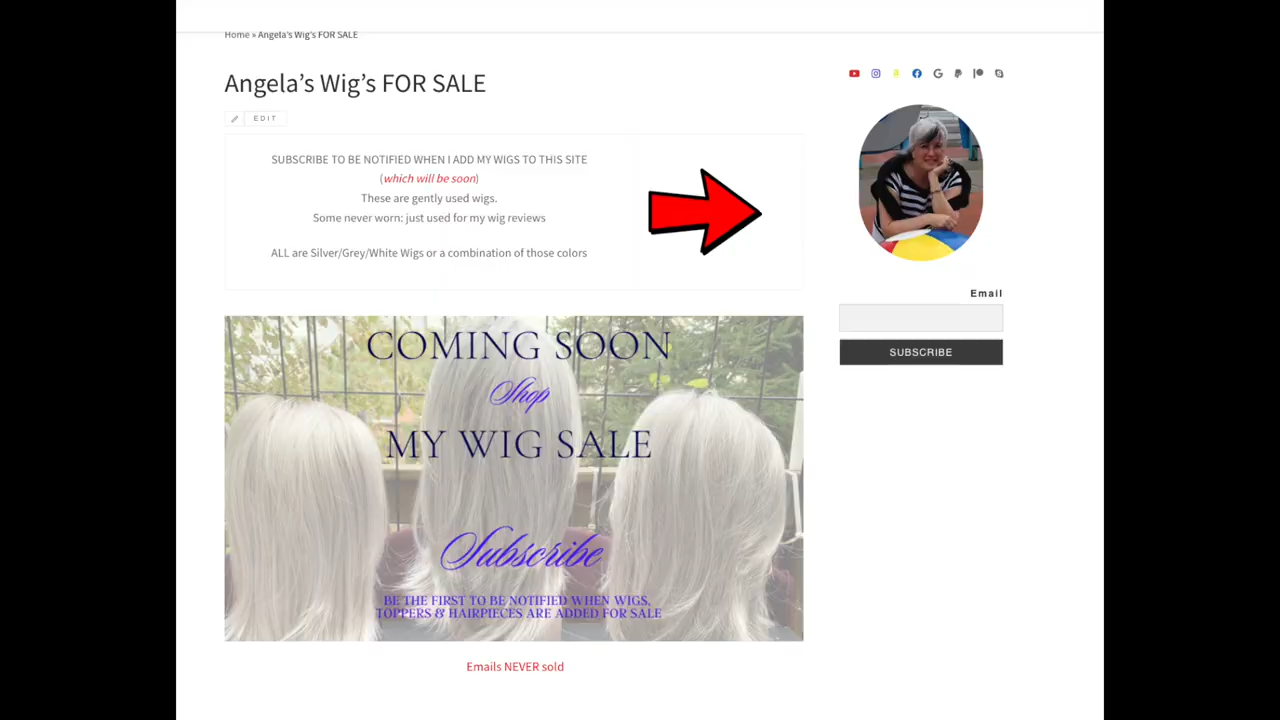 Home » Angela's Wig's FOR SALE
Angela's Wig's FOR SALE
EDIT
SUBSCRIBE TO BE NOTIFIED WHEN I ADD MY WIGS TO THIS SITE
(which will be soon)
These are gently used wigs.
Some never worn: just used for my wig reviews
ALL are Silver/Grey/White Wigs or a combination of those colors
Email
SUBSCRIBE
COMING SOON
Shop
MY WIG SALE
Subscribe
BE THE FIRST TO BE NOTIFIED WHEN WIGS,
TOPPERS & HAIRPIECES ARE ADDED FOR SALE
Emails NEVER sold